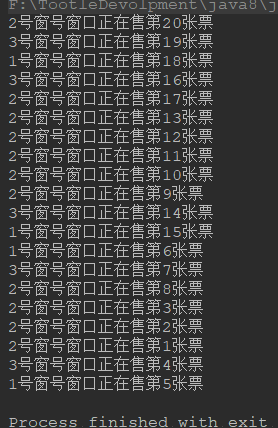 F:\TootleDevolpment\java8\j
2号窗号窗口正在售第20张票
3号窗号窗口正在售第19张票
1号窗号窗口正在售第18张票
3号窗号窗口正在售第16张票
2号窗号窗口正在售第17张票
2号窗号窗口正在售第13张票
2号窗号窗口正在售第12张票
2号窗号窗口正在售第11张票
2号窗号窗口正在售第10张票
2号窗号窗口正在售第9张票
3号窗号窗口正在售第14张票
1号窗号窗口正在售第15张票
1号窗号窗口正在售第6张票
3号窗号窗口正在售第7张票
2号窗号窗口正在售第8张票
2号窗号窗口正在售第3张票
2号窗号窗口正在售第2张票
2号窗号窗口正在售第1张票
3号窗号窗口正在售第4张票
1号窗号窗口正在售第5张票
Process finished with exit